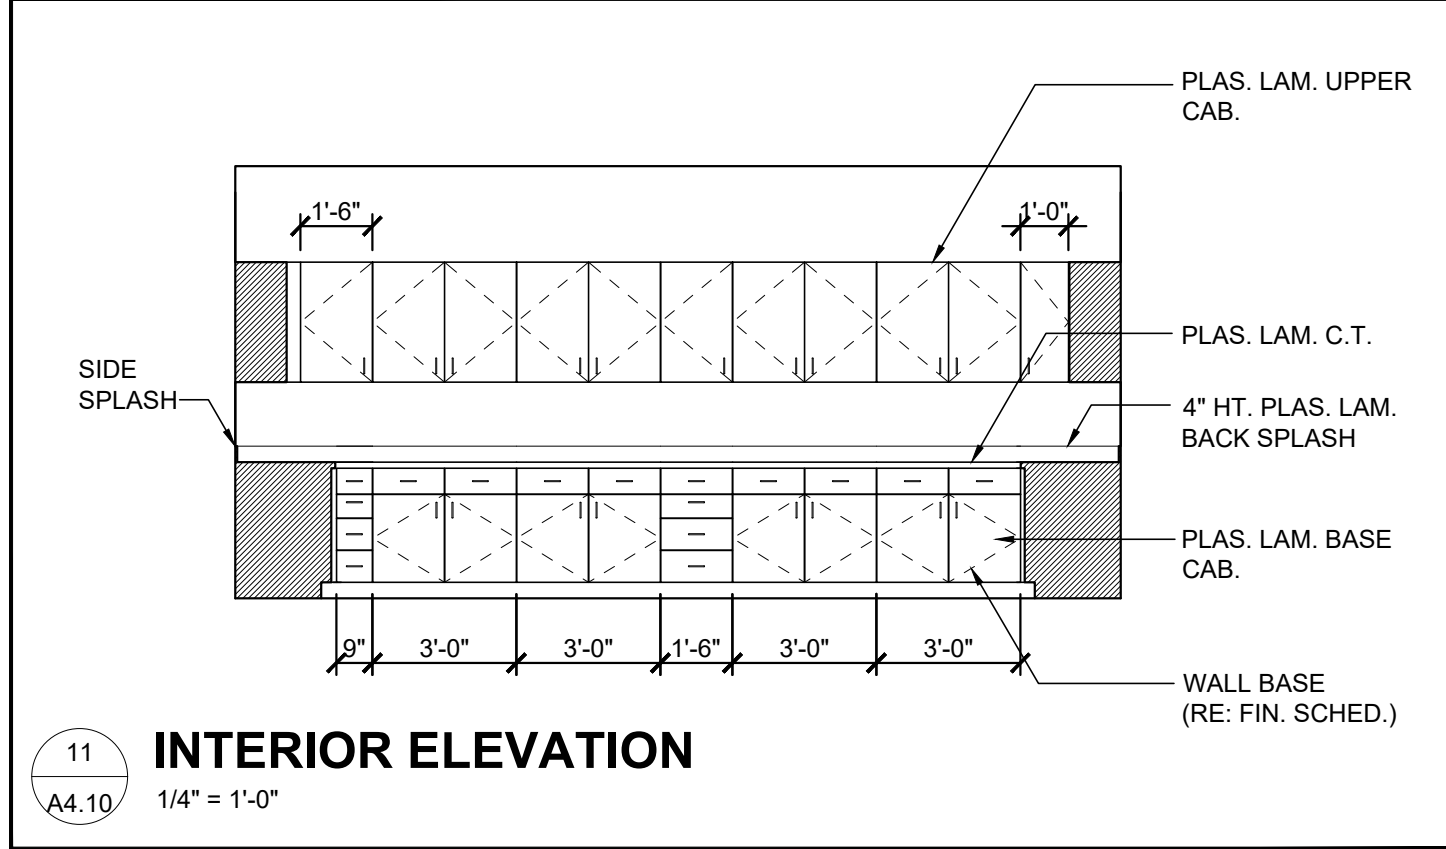 PLAS. LAM. UPPER
CAB.
1'-6"
1'-0"
PLAS. LAM. C.T.
SIDE
SPLASH
4" HT. PLAS. LAM.
BACK SPLASH
PLAS. LAM. BASE
CAB.
9"
3'-0"
3'-0"
1'-6"
3'-0"
3'-0"
WALL BASE
(RE: FIN. SCHED.)
11
A4.10
INTERIOR ELEVATION
1/4" = 1'-0"